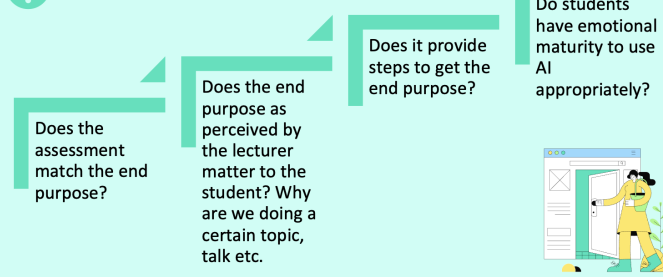 Does the
assessment
match the end
purpose?
Does the end
purpose as
perceived by
the lecturer
matter to the
student? Why
are we doing a
certain topic,
talk etc.
Does it provide
steps to get the
end purpose?
Do students
have emotional
maturity to use
AI
appropriately?